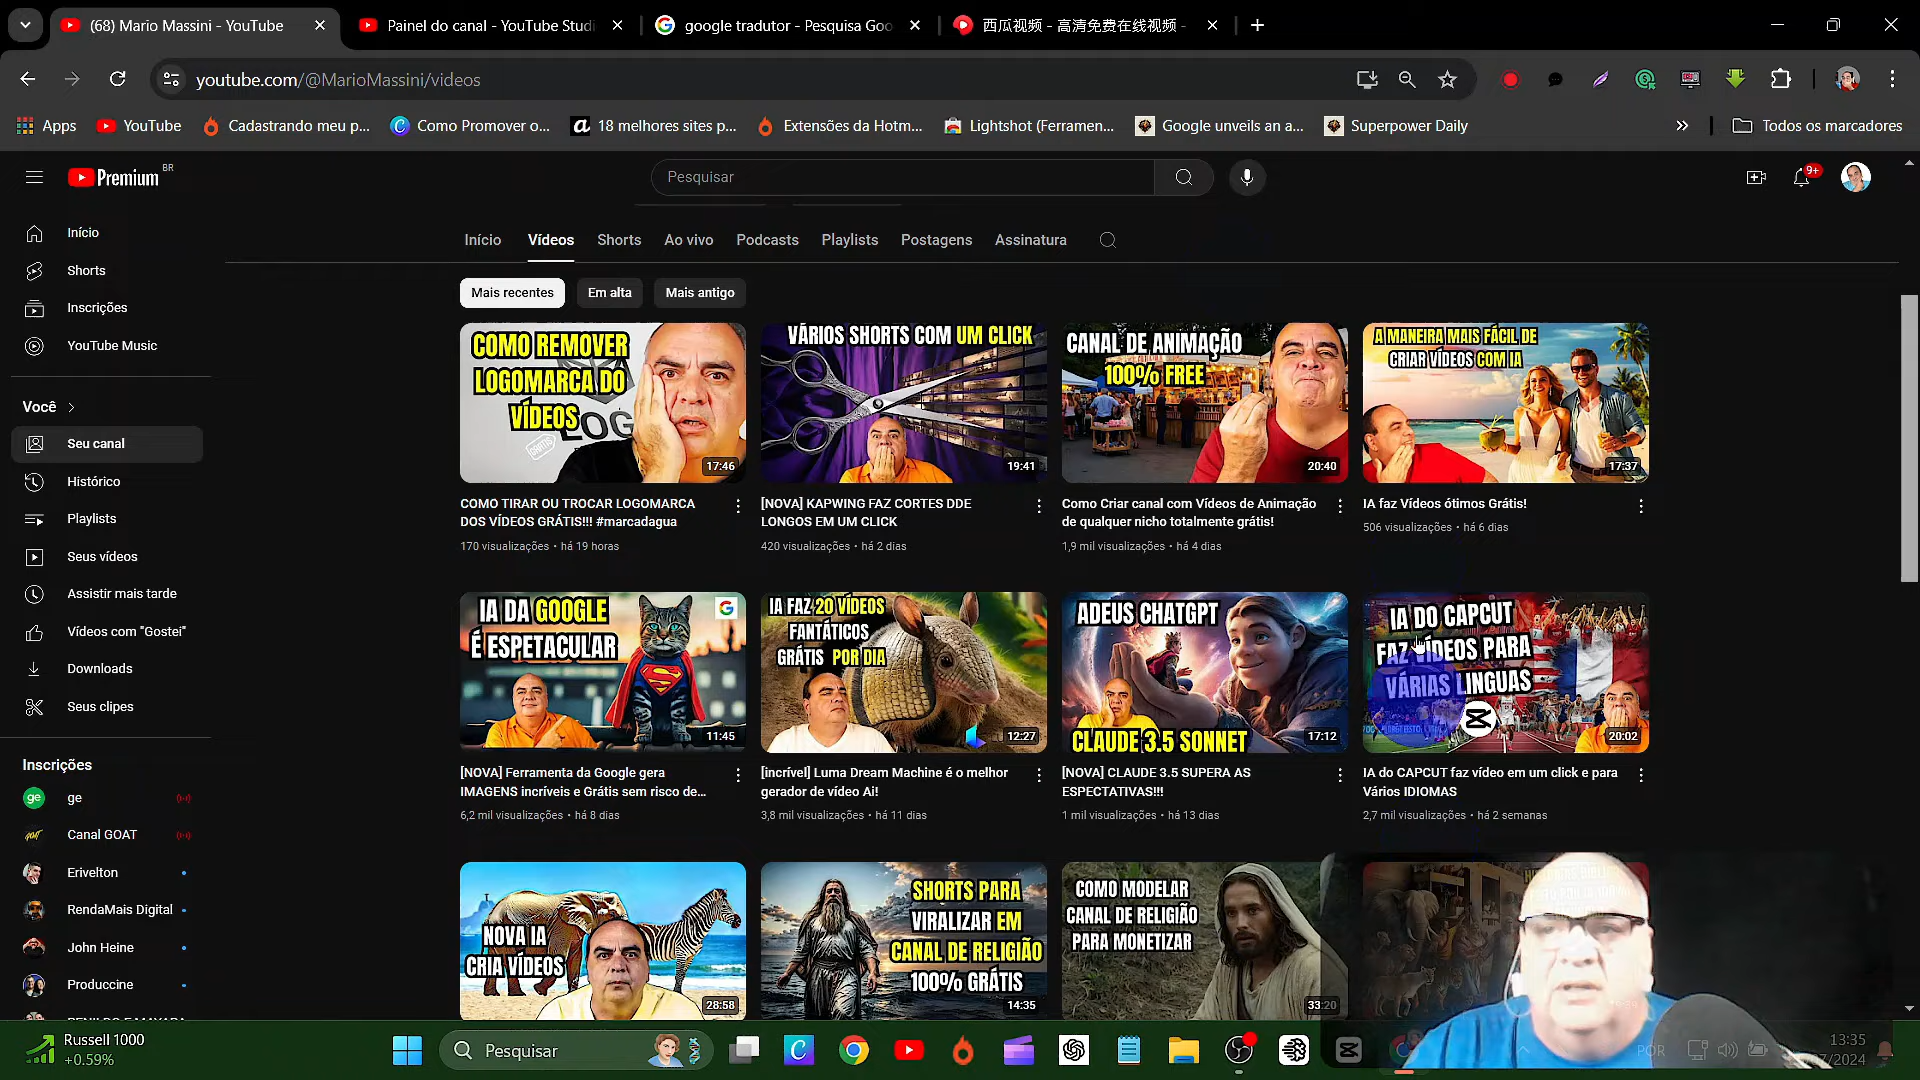 (68) Mario Massini - YouTube
Painel do canal - YouTube Studi
google tradutor - Pesquisa Goo
西瓜视频 - 高清免费在线视频 -
youtube.com/@MarioMassini/videos
Apps
YouTube
Cadastrando meu p...
Como Promover o...
18 melhores sites p...
Extensões da Hotm...
Lightshot (Ferramen...
Google unveils an a...
Superpower Daily
Todos os marcadores
Premium BR
Pesquisar
9+
Início
Shorts
Inscrições
YouTube Music
Você
Seu canal
Histórico
Playlists
Seus vídeos
Assistir mais tarde
Vídeos com "Gostei"
Downloads
Seus clipes
Inscrições
ge
ge
Canal GOAT
Erivelton
RendaMais Digital
John Heine
Produccine
Início
Vídeos
Shorts
Ao vivo
Podcasts
Playlists
Postagens
Assinatura
Mais recentes
Em alta
Mais antigo
COMO REMOVER
LOGOMARCA DO
VÍDEOS
17:46
COMO TIRAR OU TROCAR LOGOMARCA
DOS VÍDEOS GRÁTIS!!! #marcadagua
170 visualizações • há 19 horas
VÁRIOS SHORTS COM UM CLICK
19:41
[NOVA] KAPWING FAZ CORTES DDE
LONGOS EM UM CLICK
420 visualizações • há 2 dias
CANAL DE ANIMAÇÃO
100% FREE
20:40
Como Criar canal com Vídeos de Animação
de qualquer nicho totalmente grátis!
1,9 mil visualizações • há 4 dias
A MANEIRA MAIS FÁCIL DE
CRIAR VÍDEOS COM IA
17:37
IA faz Vídeos ótimos Grátis!
506 visualizações • há 6 dias
IA DA GOOGLE
É ESPETACULAR
11:45
[NOVA] Ferramenta da Google gera
IMAGENS incríveis e Grátis sem risco de...
6,2 mil visualizações • há 8 dias
IA FAZ 20 VÍDEOS
FANTÁTICOS
GRÁTIS POR DIA
12:27
[incrível] Luma Dream Machine é o melhor
gerador de vídeo Ai!
3,8 mil visualizações • há 11 dias
ADEUS CHATGPT
CLAUDE 3.5 SONNET
17:12
[NOVA] CLAUDE 3.5 SUPERA AS
ESPECTATIVAS!!!
1 mil visualizações • há 13 dias
IA DO CAPCUT
FAZ VÍDEOS PARA
VÁRIAS LINGUAS
20:02
IA do CAPCUT faz vídeo em um click e para
Vários IDIOMAS
2,7 mil visualizações • há 2 semanas
NOVA IA
CRIA VÍDEOS
28:58
SHORTS PARA
VIRALIZAR EM
CANAL DE RELIGIÃO
100% GRÁTIS
14:35
COMO MODELAR
CANAL DE RELIGIÃO
PARA MONETIZAR
33:20
Russell 1000
+0.59%
Pesquisar
POR
13:35
07/2024